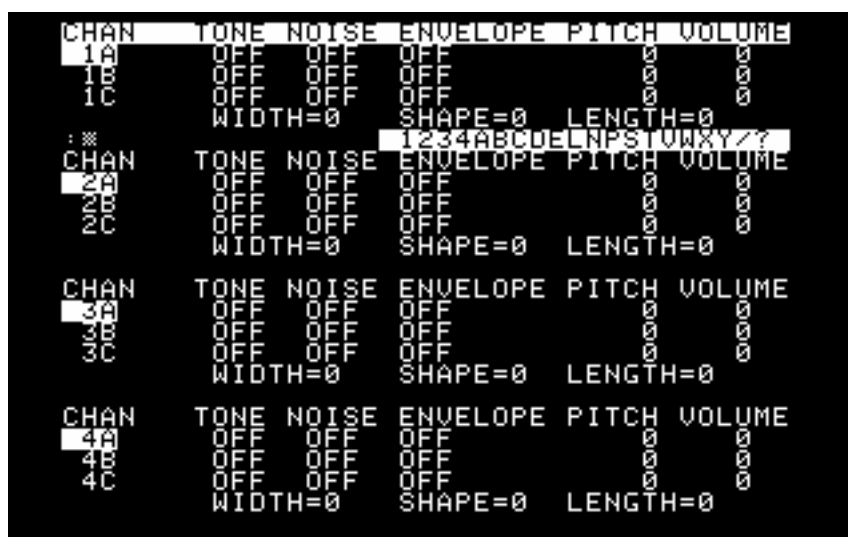 CHAN TONE NOISE ENVELOPE PITCH VOLUME
1A OFF OFF OFF 0 0
1B OFF OFF OFF 0 0
1C OFF OFF OFF 0 0
WIDTH=0 SHAPE=0 LENGTH=0
:※ 1234ABCDELNPSTVWXY/?
CHAN TONE NOISE ENVELOPE PITCH VOLUME
2A OFF OFF OFF 0 0
2B OFF OFF OFF 0 0
2C OFF OFF OFF 0 0
WIDTH=0 SHAPE=0 LENGTH=0
CHAN TONE NOISE ENVELOPE PITCH VOLUME
3A OFF OFF OFF 0 0
3B OFF OFF OFF 0 0
3C OFF OFF OFF 0 0
WIDTH=0 SHAPE=0 LENGTH=0
CHAN TONE NOISE ENVELOPE PITCH VOLUME
4A OFF OFF OFF 0 0
4B OFF OFF OFF 0 0
4C OFF OFF OFF 0 0
WIDTH=0 SHAPE=0 LENGTH=0